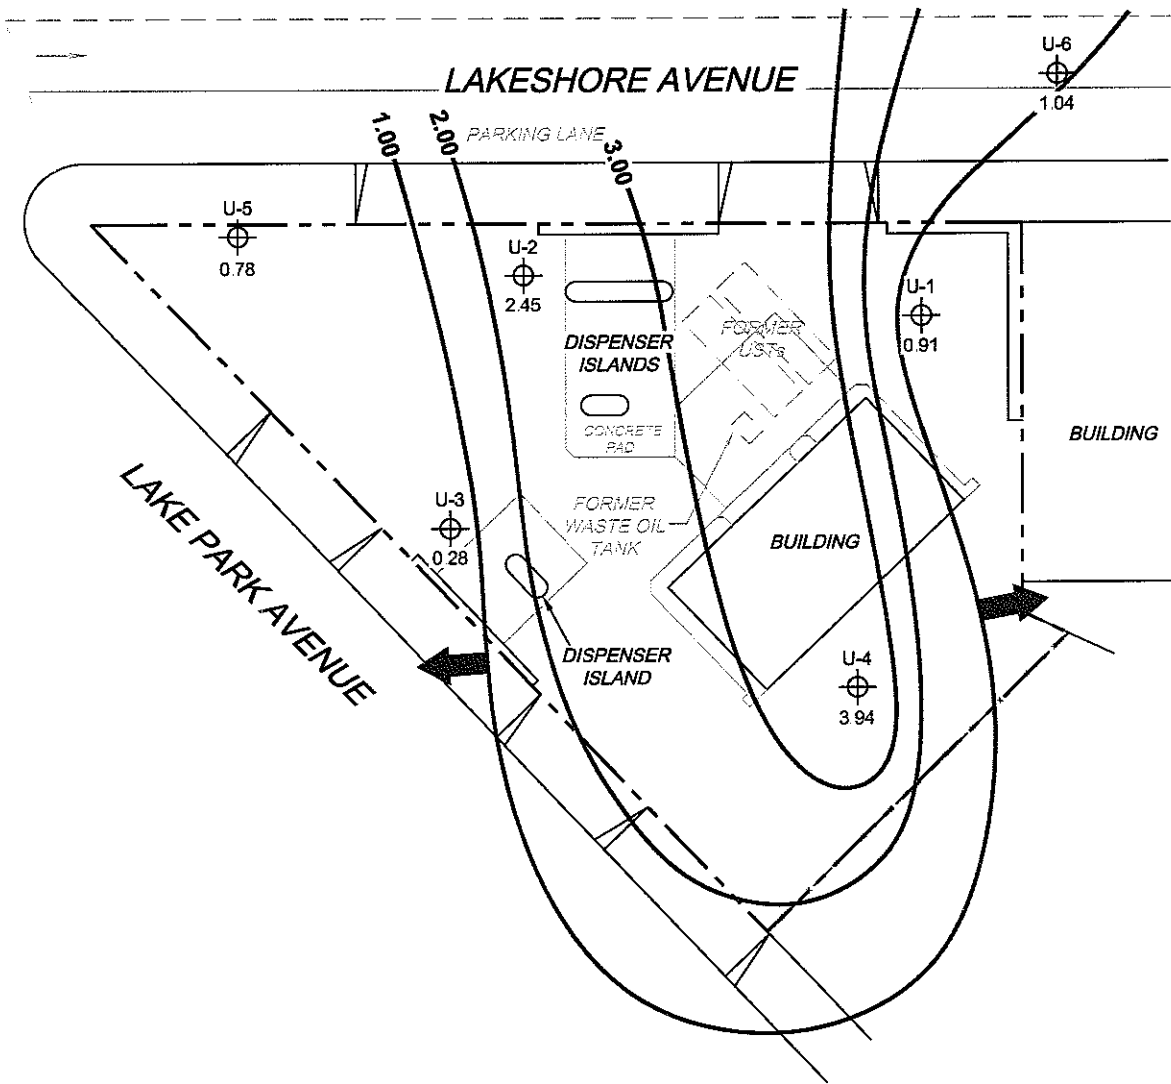 U-6
LAKESHORE AVENUE
1.04
1.00
2.00
PARKING LANE
3.00
U-5
0.78
U-2
2.45
U-1
0.91
FORMER
USTs
DISPENSER
ISLANDS
CONCRETE
PAD
BUILDING
LAKE PARK AVENUE
U-3
0.28
FORMER
WASTE OIL
TANK
BUILDING
DISPENSER
ISLAND
U-4
3.94